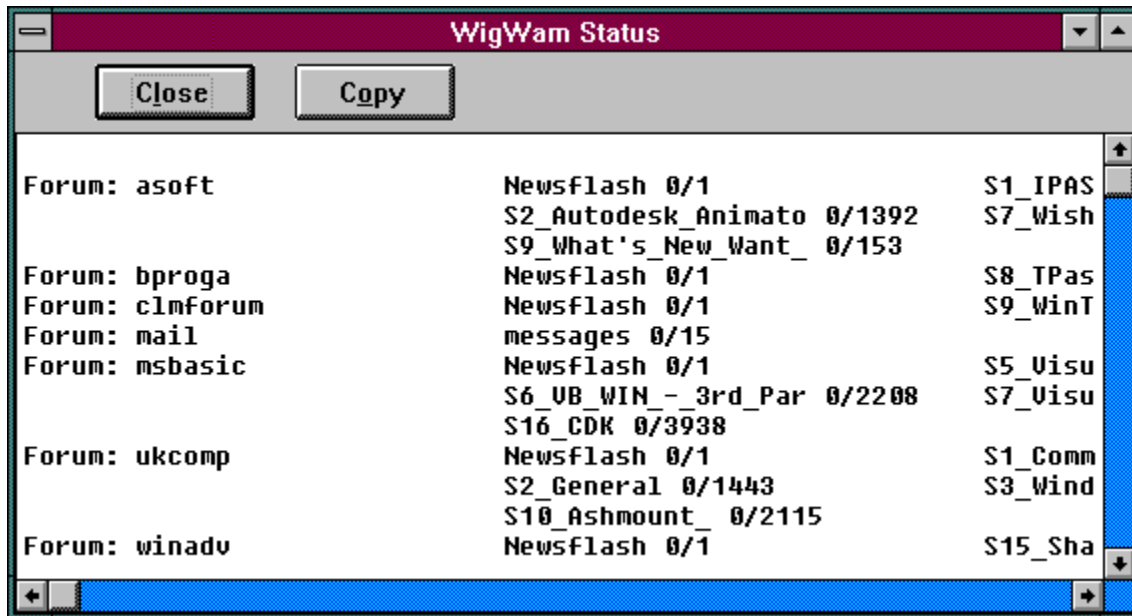 WigWam Status
Close Copy
Forum: asoft Newsflash 0/1 S1_IPAS
S2_Autodesk_Animato 0/1392 S7_Wish
S9_What's_New_Want_ 0/153
Forum: bproga Newsflash 0/1 S8_TPas
Forum: clmforum Newsflash 0/1 S9_WinT
Forum: mail messages 0/15
Forum: msbasic Newsflash 0/1 S5_Visu
S6_VB_WIN_-_3rd_Par 0/2208 S7_Visu
S16_CDK 0/3938
Forum: ukcomp Newsflash 0/1 S1_Comm
S2_General 0/1443 S3_Wind
S10_Ashmount_ 0/2115
Forum: winadv Newsflash 0/1 S15_Sha